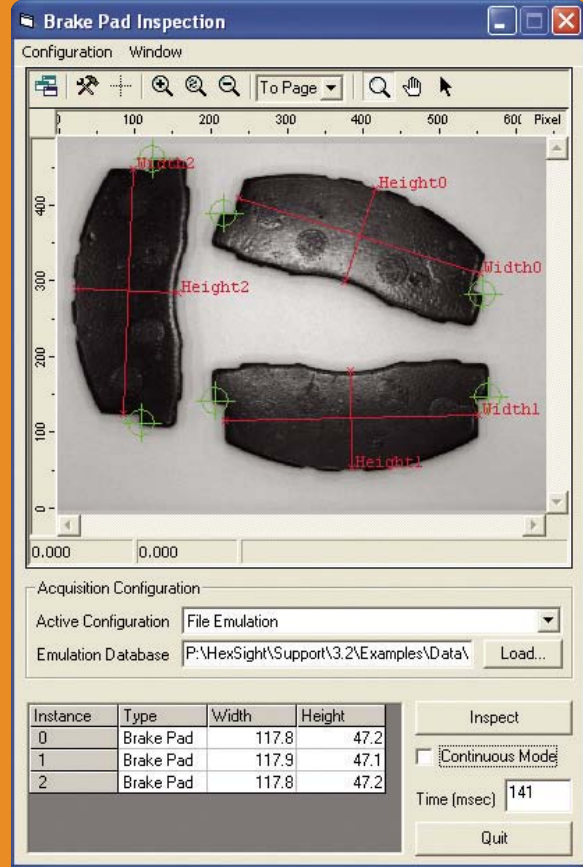 Brake Pad Inspection
Configuration Window
To Page
0 100 200 300 400 500 600 Pixel
400
300
200
100
0
Width2
Height0
Width0
Height2
Width1
Height1
0.000 0.000
Acquisition Configuration
Active Configuration File Emulation
Emulation Database P:\HexSight\Support\3.2\Examples\Data\ Load...
Instance Type Width Height
0 Brake Pad 117.8 47.2
1 Brake Pad 117.9 47.1
2 Brake Pad 117.8 47.2
Inspect
Continuous Mode
Time (msec) 141
Quit